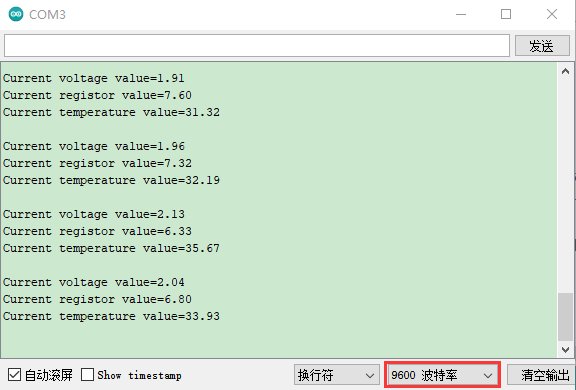 COM3
发送
Current voltage value=1.91
Current registor value=7.60
Current temperature value=31.32
Current voltage value=1.96
Current registor value=7.32
Current temperature value=32.19
Current voltage value=2.13
Current registor value=6.33
Current temperature value=35.67
Current voltage value=2.04
Current registor value=6.80
Current temperature value=33.93
自动滚屏 Show timestamp 换行符 9600 波特率 清空输出